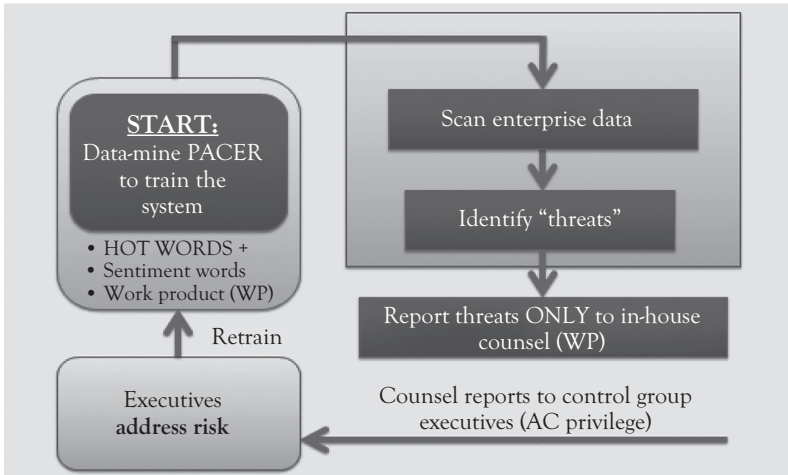 START:
Data-mine PACER
to train the
system
• HOT WORDS +
• Sentiment words
• Work product (WP)
Scan enterprise data
Identify “threats”
Report threats ONLY to in-house
counsel (WP)
Counsel reports to control group
executives (AC privilege)
Executives
address risk
Retrain